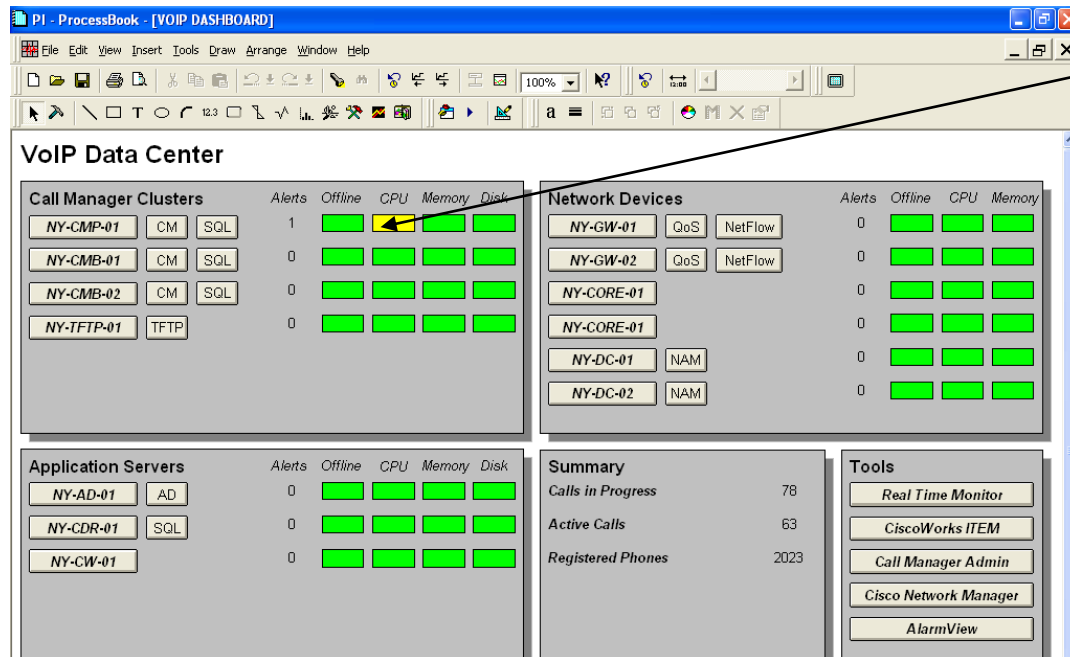 PI - ProcessBook - [VOIP DASHBOARD]
File Edit View Insert Tools Draw Arrange Window Help
100%
T 12.3 a
VoIP Data Center
Call Manager Clusters Alerts Offline CPU Memory Disk
NY-CMP-01 CM SQL 1
NY-CMB-01 CM SQL 0
NY-CMB-02 CM SQL 0
NY-TFTP-01 TFTP 0
Network Devices Alerts Offline CPU Memory
NY-GW-01 QoS NetFlow 0
NY-GW-02 QoS NetFlow 0
NY-CORE-01 0
NY-CORE-01 0
NY-DC-01 NAM 0
NY-DC-02 NAM 0
Application Servers Alerts Offline CPU Memory Disk
NY-AD-01 AD 0
NY-CDR-01 SQL 0
NY-CW-01 0
Summary
Calls in Progress 78
Active Calls 63
Registered Phones 2023
Tools
Real Time Monitor
CiscoWorks ITEM
Call Manager Admin
Cisco Network Manager
AlarmView